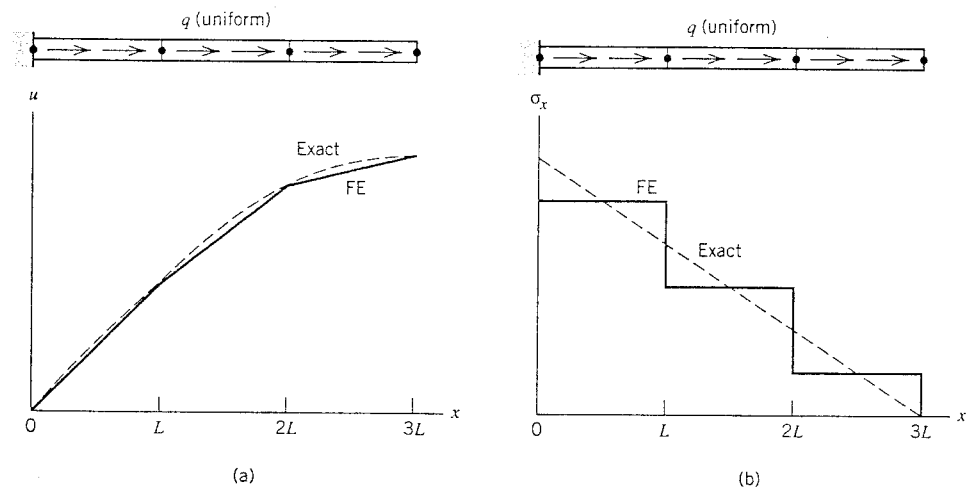 q (uniform)
u
Exact
FE
0 L 2L 3L x
(a)
q (uniform)
σx
FE
Exact
0 L 2L 3L x
(b)